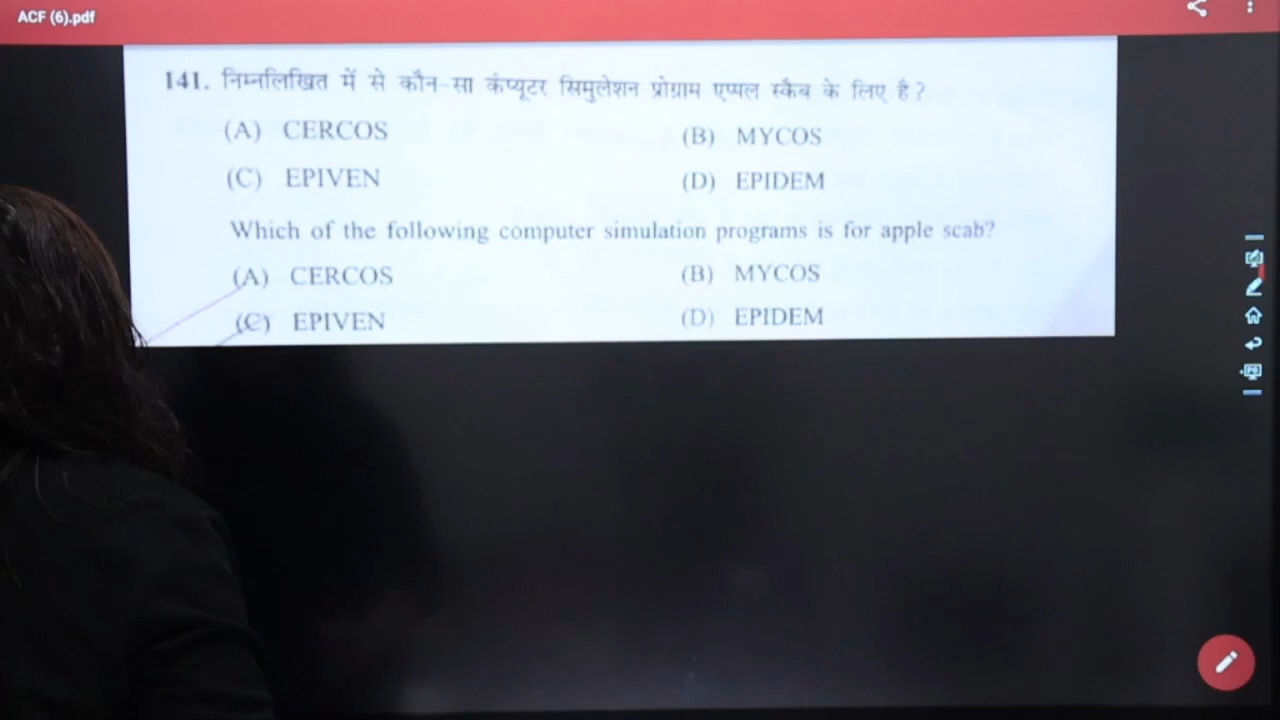 ACF (6).pdf
141. निम्नलिखित में से कौन-सा कंप्यूटर सिमुलेशन प्रोग्राम एप्पल स्कैब के लिए है?
(A) CERCOS (B) MYCOS
(C) EPIVEN (D) EPIDEM
Which of the following computer simulation programs is for apple scab?
(A) CERCOS (B) MYCOS
(C) EPIVEN (D) EPIDEM